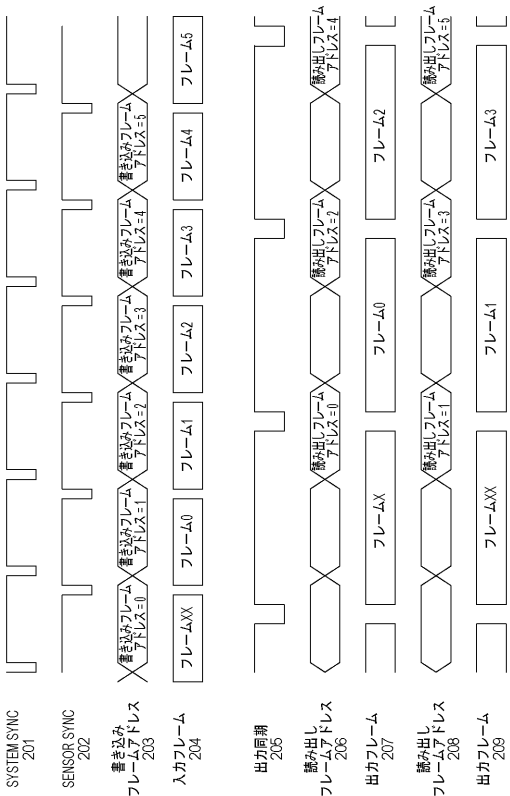 SYSTEM SYNC
201
SENSOR SYNC
202
書き込み
フレームアドレス
203
書き込みフレーム
アドレス=0
書き込みフレーム
アドレス=1
書き込みフレーム
アドレス=2
書き込みフレーム
アドレス=3
書き込みフレーム
アドレス=4
書き込みフレーム
アドレス=5
入力フレーム
204
フレームXX
フレーム0
フレーム1
フレーム2
フレーム3
フレーム4
フレーム5
出力同期
205
読み出し
フレームアドレス
206
読み出しフレーム
アドレス=0
読み出しフレーム
アドレス=2
読み出しフレーム
アドレス=4
出力フレーム
207
フレームX
フレーム0
フレーム2
読み出し
フレームアドレス
208
読み出しフレーム
アドレス=1
読み出しフレーム
アドレス=3
読み出しフレーム
アドレス=5
出力フレーム
209
フレームXX
フレーム1
フレーム3